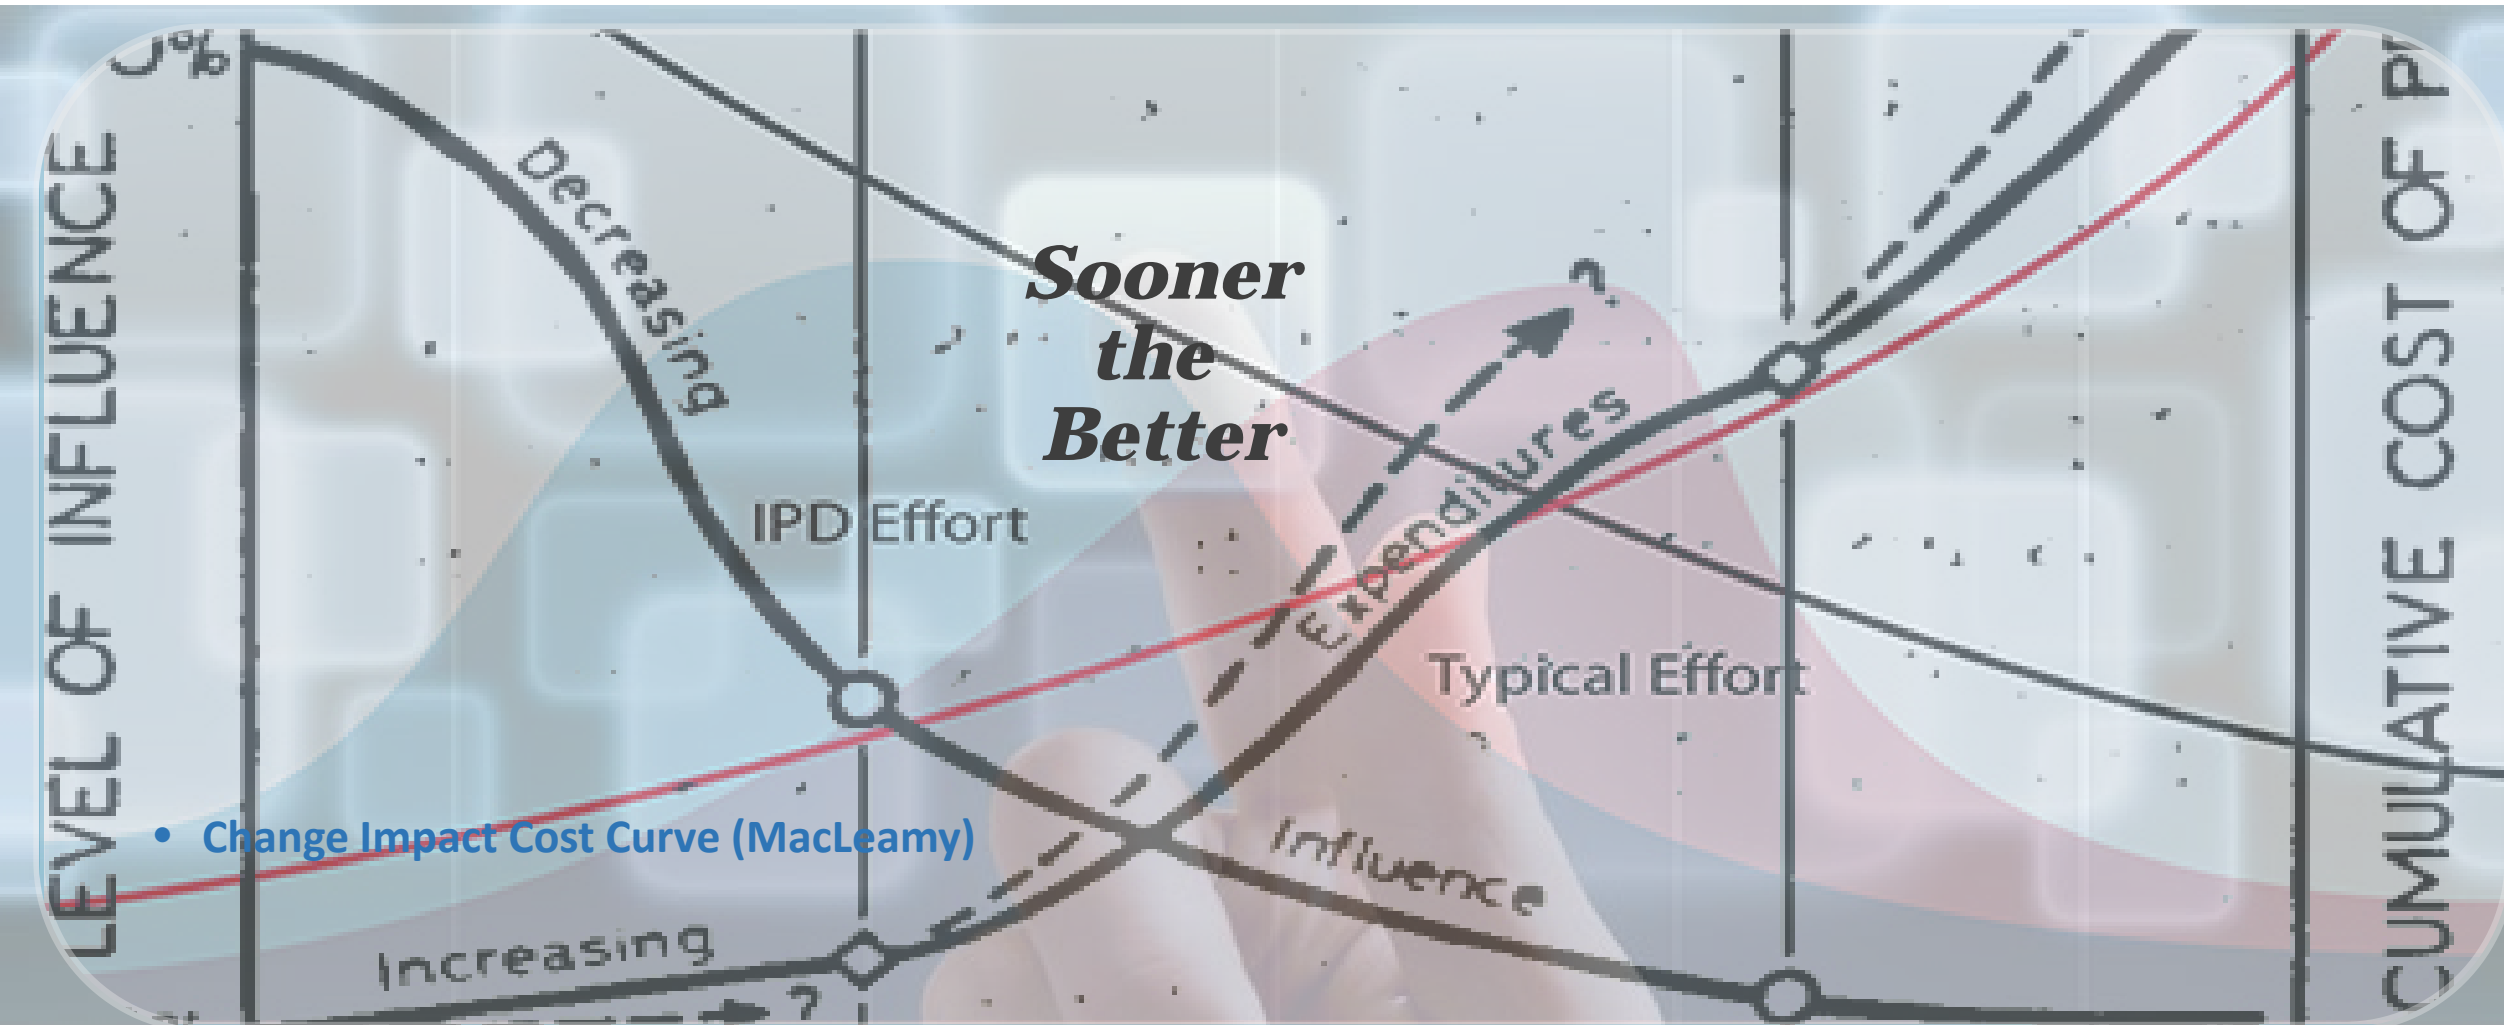 LEVEL OF INFLUENCE
Decreasing
Sooner
the
Better
?
IPD Effort
Expenditures
Typical Effort
• Change Impact Cost Curve (MacLeamy)
Influence
Increasing
?
CUMULATIVE COST OF